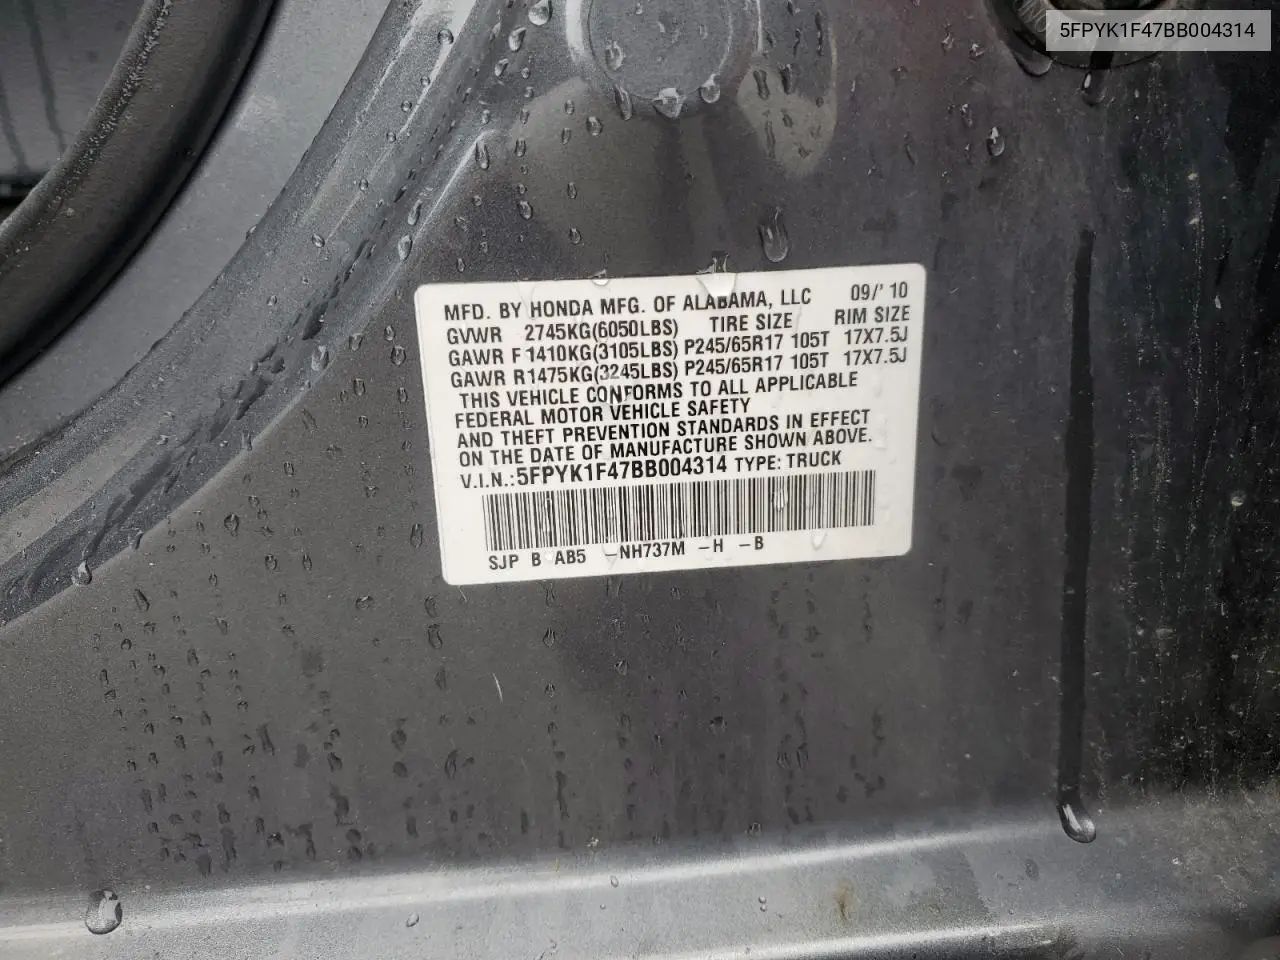 5FPYK1F47BB004314
MFD. BY HONDA MFG. OF ALABAMA, LLC 09/'10
GVWR 2745KG(6050LBS) TIRE SIZE RIM SIZE
GAWR F1410KG(3105LBS) P245/65R17 105T 17X7.5J
GAWR R1475KG(3245LBS) P245/65R17 105T 17X7.5J
THIS VEHICLE CONFORMS TO ALL APPLICABLE
FEDERAL MOTOR VEHICLE SAFETY
AND THEFT PREVENTION STANDARDS IN EFFECT
ON THE DATE OF MANUFACTURE SHOWN ABOVE.
V.I.N.:5FPYK1F47BB004314 TYPE: TRUCK
SJP B AB5 -NH737M -H -B